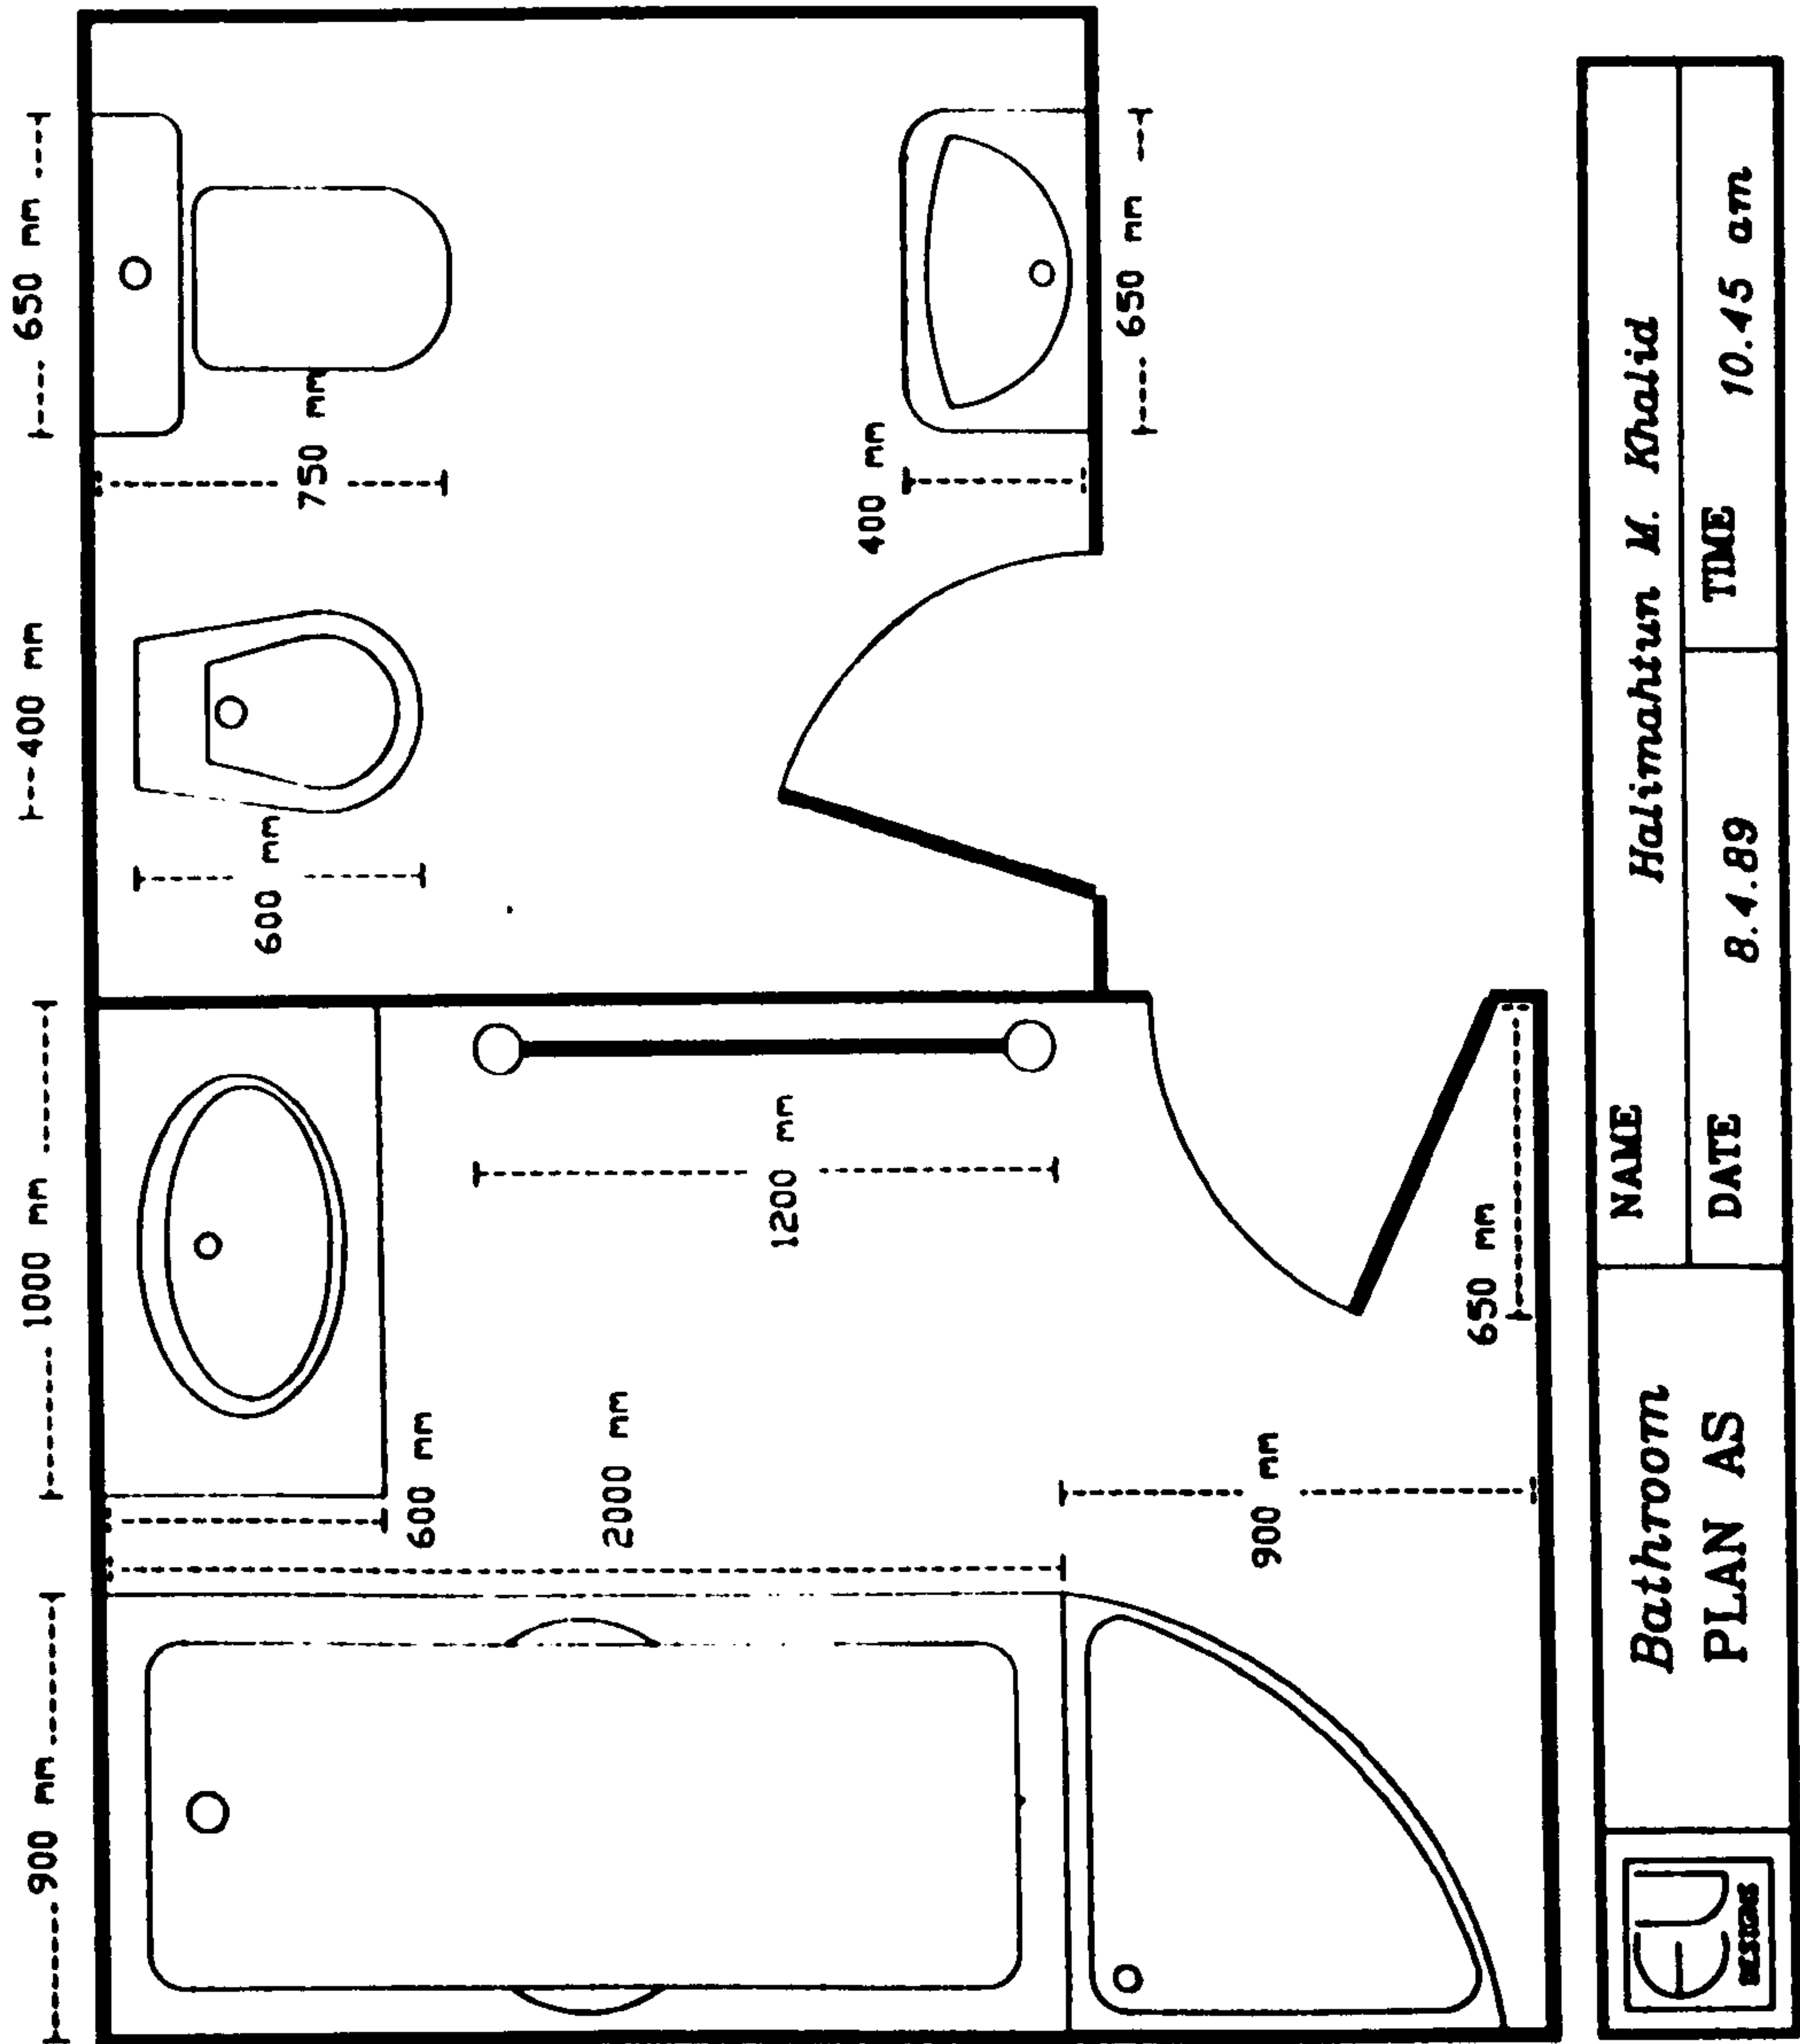 900 mm
1000 mm
400 mm
650 mm
600 mm
750 mm
600 mm
2000 mm
1200 mm
400 mm
650 mm
900 mm
650 mm
DESIGNS
Bathroom
PLAN AS
NAME Halimahtun M. Khalid
DATE 8.4.89 TIME 10.45 am